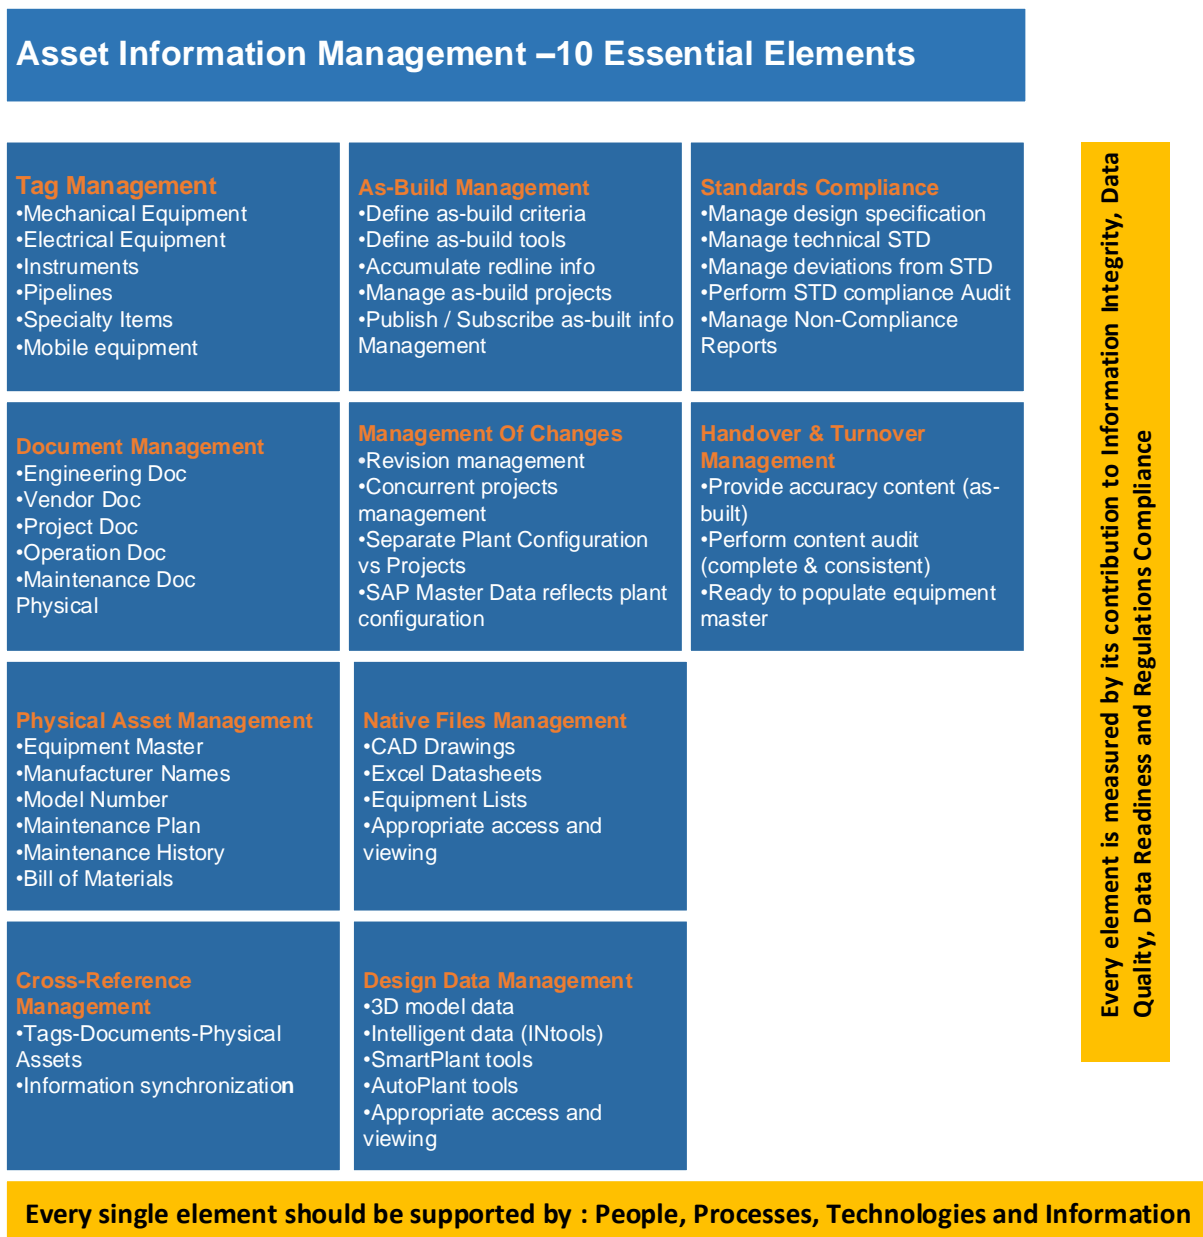 Asset Information Management –10 Essential Elements
Tag Management
•Mechanical Equipment
•Electrical Equipment
•Instruments
•Pipelines
•Specialty Items
•Mobile equipment
As-Build Management
•Define as-build criteria
•Define as-build tools
•Accumulate redline info
•Manage as-build projects
•Publish / Subscribe as-built info
Management
Standards Compliance
•Manage design specification
•Manage technical STD
•Manage deviations from STD
•Perform STD compliance Audit
•Manage Non-Compliance
Reports
Document Management
•Engineering Doc
•Vendor Doc
•Project Doc
•Operation Doc
•Maintenance Doc
Physical
Management Of Changes
•Revision management
•Concurrent projects
management
•Separate Plant Configuration
vs Projects
•SAP Master Data reflects plant
configuration
Handover & Turnover
Management
•Provide accuracy content (as-
built)
•Perform content audit
(complete & consistent)
•Ready to populate equipment
master
Physical Asset Management
•Equipment Master
•Manufacturer Names
•Model Number
•Maintenance Plan
•Maintenance History
•Bill of Materials
Native Files Management
•CAD Drawings
•Excel Datasheets
•Equipment Lists
•Appropriate access and
viewing
Cross-Reference
Management
•Tags-Documents-Physical
Assets
•Information synchronization
Design Data Management
•3D model data
•Intelligent data (INtools)
•SmartPlant tools
•AutoPlant tools
•Appropriate access and
viewing
Every element is measured by its contribution to Information Integrity, Data
Quality, Data Readiness and Regulations Compliance
Every single element should be supported by : People, Processes, Technologies and Information